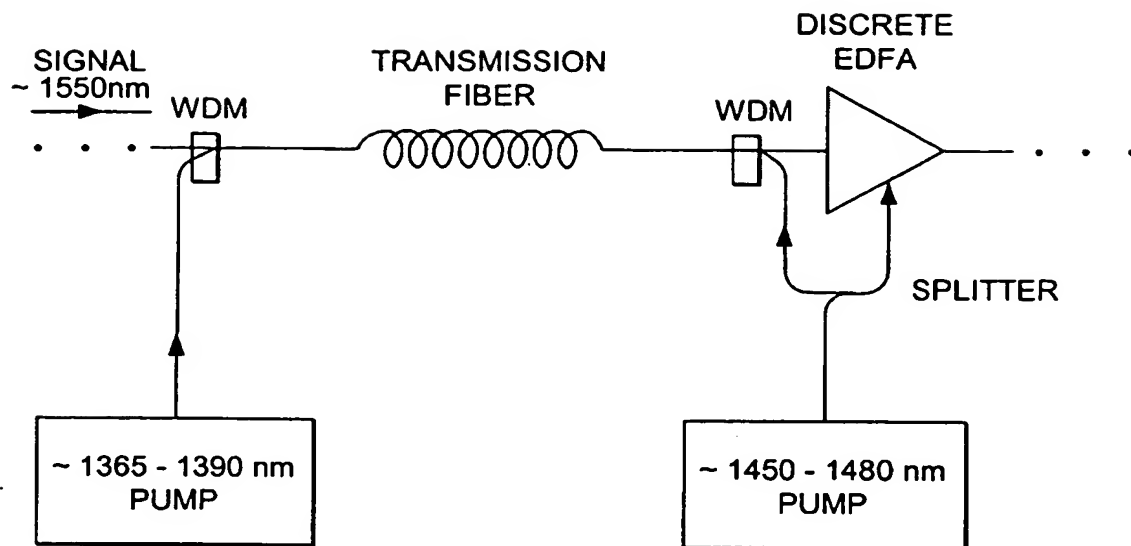 DISCRETE
EDFA
SIGNAL
~ 1550nm
TRANSMISSION
FIBER
WDM
WDM
SPLITTER
~ 1365 - 1390 nm
PUMP
~ 1450 - 1480 nm
PUMP